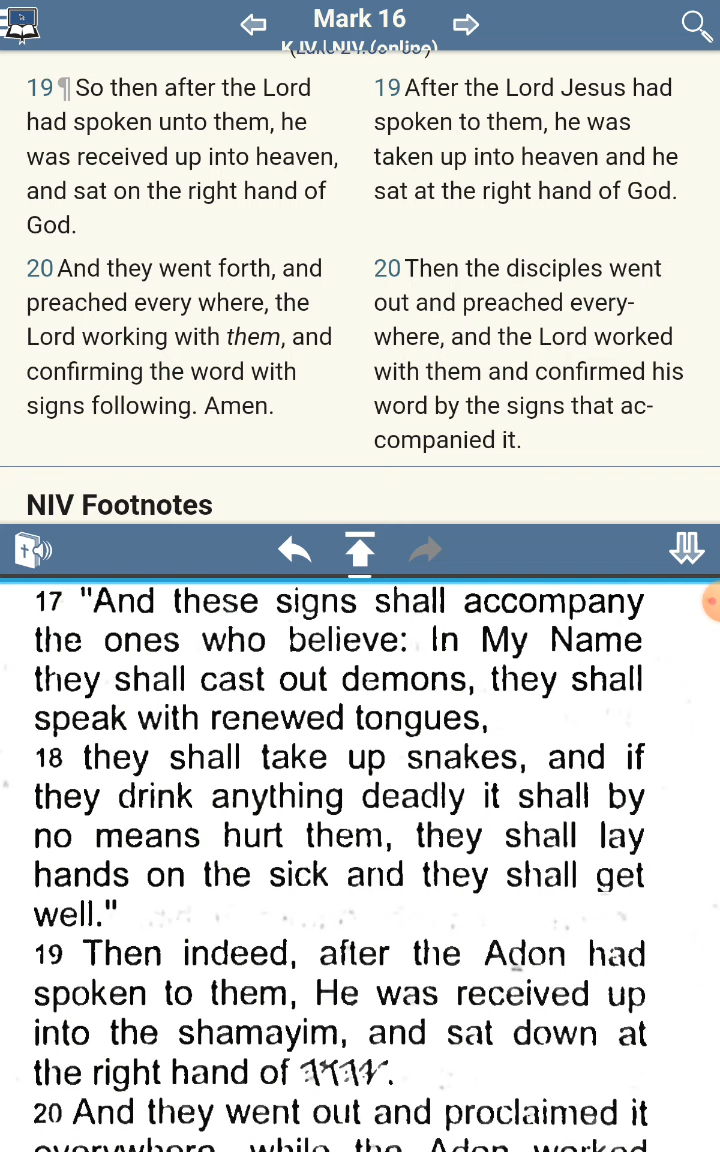 Mark 16
KJV | NIV (online)
19 ¶ So then after the Lord
had spoken unto them, he
was received up into heaven,
and sat on the right hand of
God.
20 And they went forth, and
preached every where, the
Lord working with them, and
confirming the word with
signs following. Amen.
19 After the Lord Jesus had
spoken to them, he was
taken up into heaven and he
sat at the right hand of God.
20 Then the disciples went
out and preached every-
where, and the Lord worked
with them and confirmed his
word by the signs that ac-
companied it.
NIV Footnotes
17 "And these signs shall accompany
the ones who believe: In My Name
they shall cast out demons, they shall
speak with renewed tongues,
18 they shall take up snakes, and if
they drink anything deadly it shall by
no means hurt them, they shall lay
hands on the sick and they shall get
well."
19 Then indeed, after the Adon had
spoken to them, He was received up
into the shamayim, and sat down at
the right hand of 𐤉𐤄𐤅𐤄.
20 And they went out and proclaimed it
everywhere, while the Adon worked